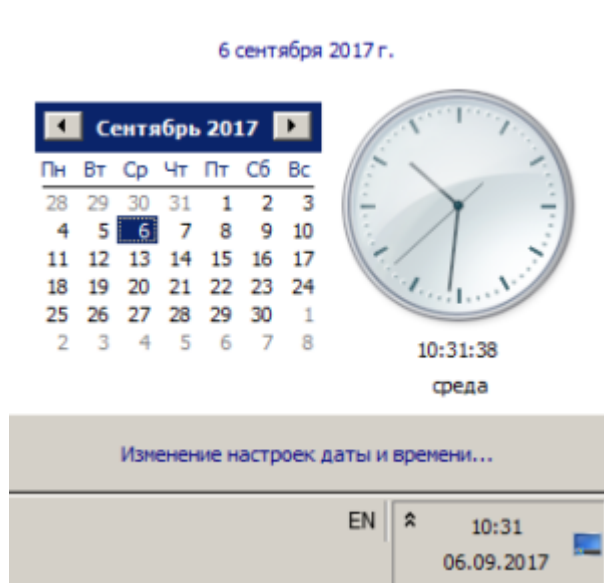 6 сентября 2017 г.
Сентябрь 2017
Пн Вт Ср Чт Пт Сб Вс
28 29 30 31 1 2 3
4 5 6 7 8 9 10
11 12 13 14 15 16 17
18 19 20 21 22 23 24
25 26 27 28 29 30 1
2 3 4 5 6 7 8
10:31:38
среда
Изменение настроек даты и времени...
EN
10:31
06.09.2017